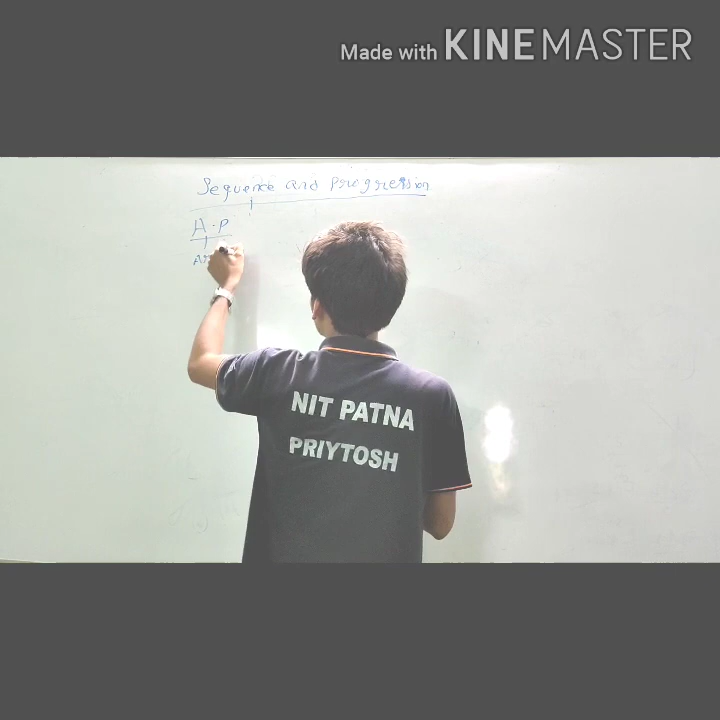 Made with KINEMASTER
Sequence and Progression
A.P
NIT PATNA
PRIYTOSH